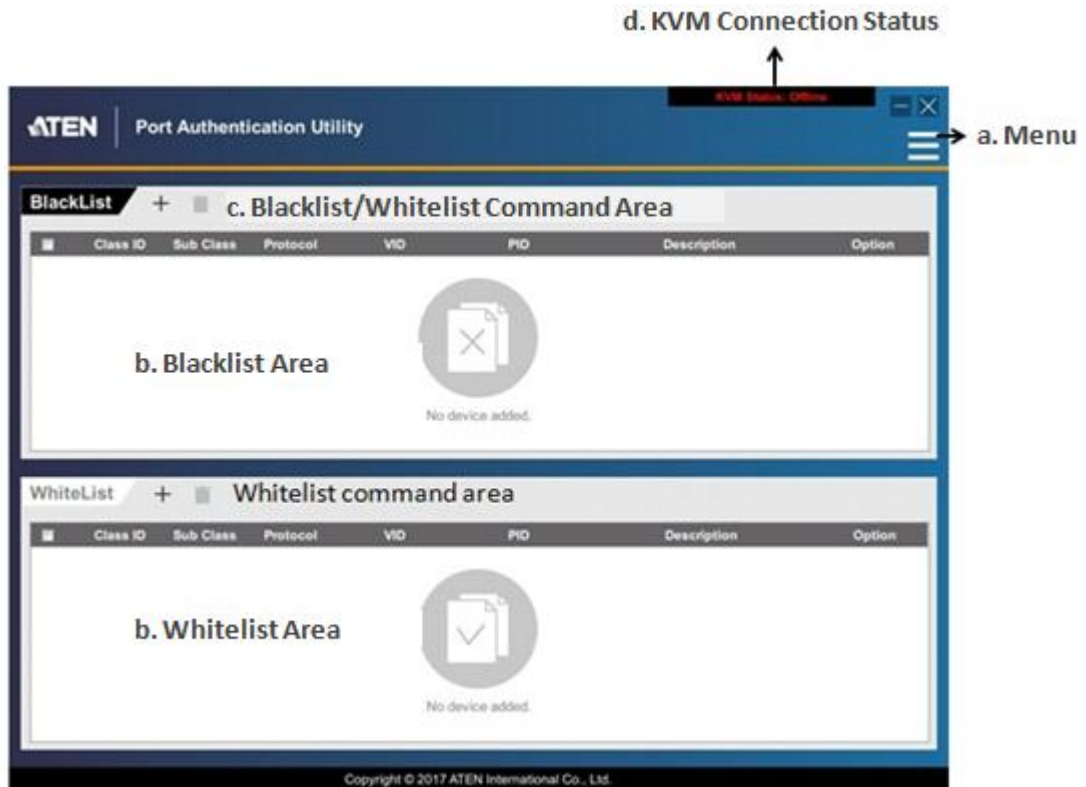 d. KVM Connection Status
KVM Status: Offline
ATEN Port Authentication Utility
a. Menu
BlackList + c. Blacklist/Whitelist Command Area
Class ID Sub Class Protocol VID PID Description Option
b. Blacklist Area
No device added.
WhiteList + Whitelist command area
Class ID Sub Class Protocol VID PID Description Option
b. Whitelist Area
No device added.
Copyright © 2017 ATEN International Co., Ltd.